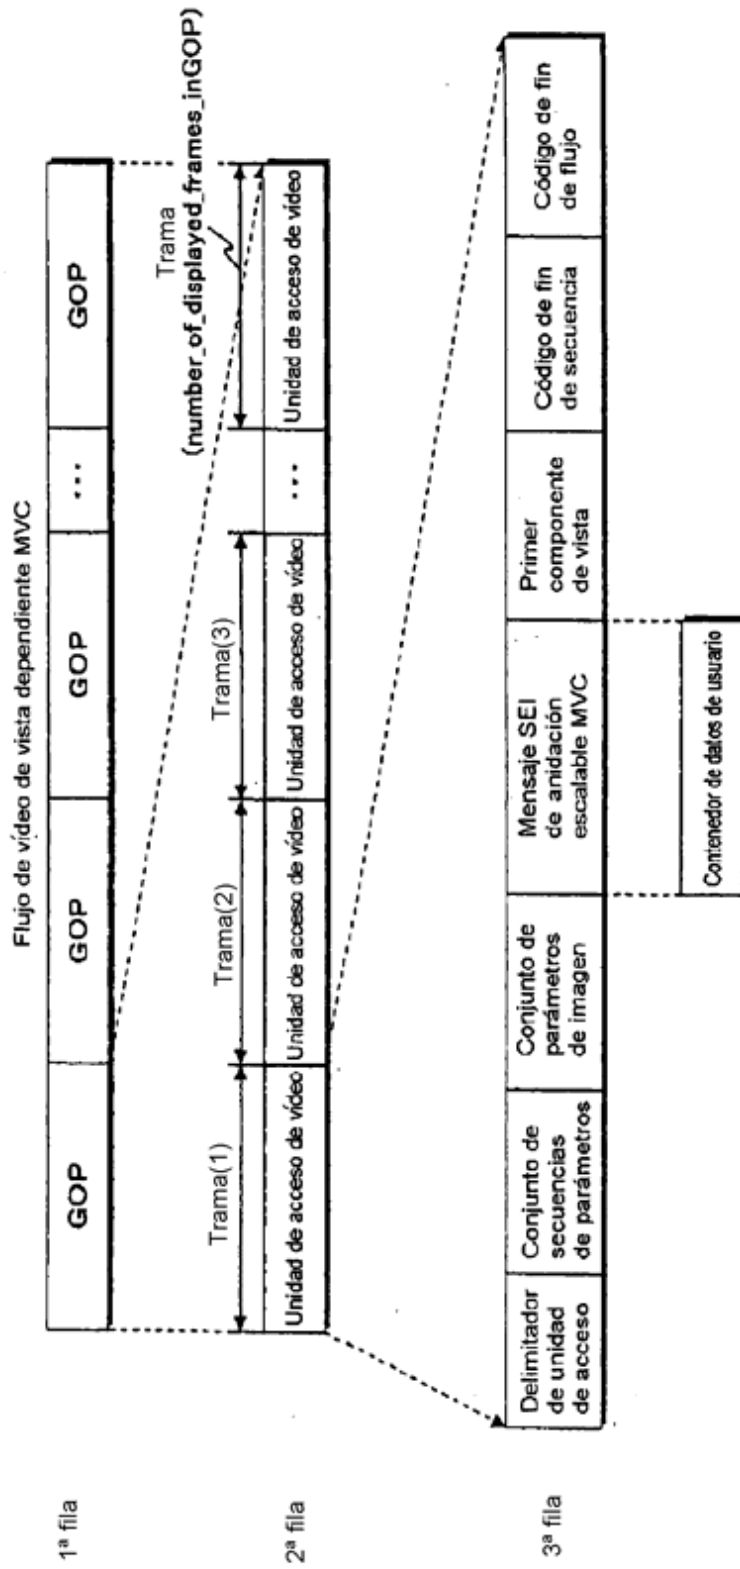 Flujo de vídeo de vista dependiente MVC
1ª fila
GOP
GOP
GOP
...
GOP
Trama(1)
Trama(2)
Trama(3)
Trama
(number_of_displayed_frames_inGOP)
2ª fila
Unidad de acceso de vídeo
Unidad de acceso de vídeo
Unidad de acceso de vídeo
...
Unidad de acceso de vídeo
3ª fila
Delimitador
de unidad
de acceso
Conjunto de
secuencias
de parámetros
Conjunto de
parámetros
de imagen
Mensaje SEI
de anidación
escalable MVC
Primer
componente
de vista
Código de fin
de secuencia
Código de fin
de flujo
Contenedor de datos de usuario